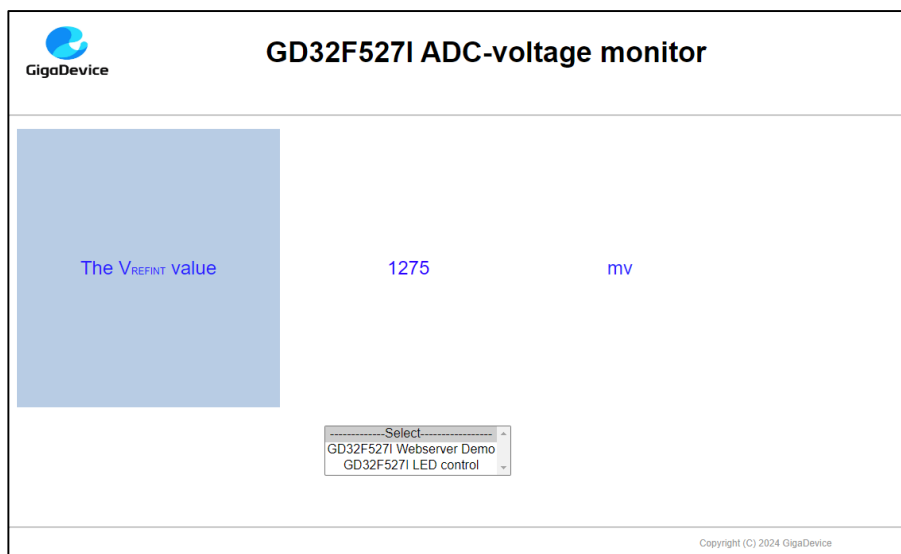 GigaDevice
GD32F527I ADC-voltage monitor
The VREFINT value 1275 mv
-------------Select----------------
GD32F527I Webserver Demo
GD32F527I LED control
Copyright (C) 2024 GigaDevice